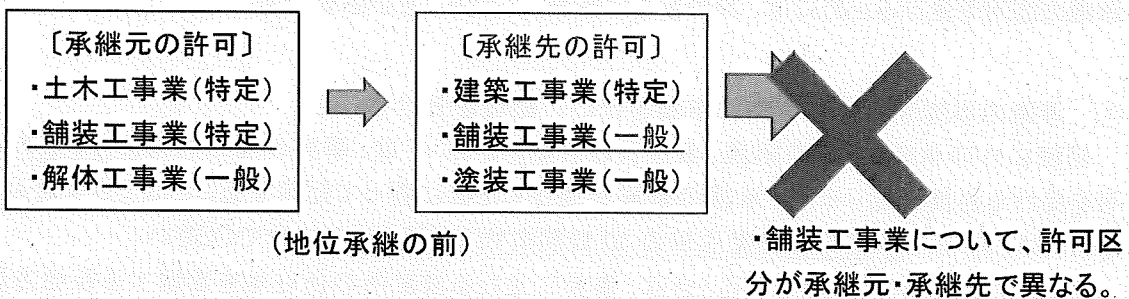 〔承継元の許可〕
・土木工事業(特定)
・舗装工事業(特定)
・解体工事業(一般)
〔承継先の許可〕
・建築工事業(特定)
・舗装工事業(一般)
・塗装工事業(一般)
(地位承継の前)
・舗装工事業について、許可区
分が承継元・承継先で異なる。